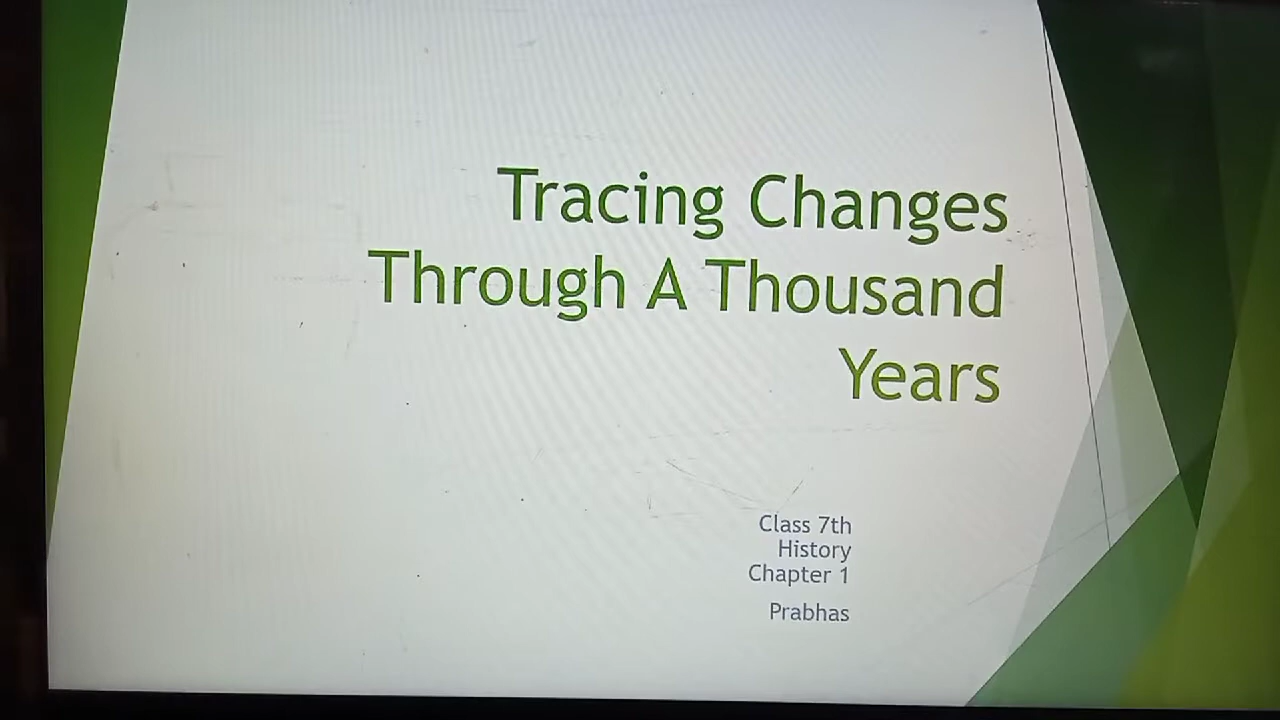 Tracing Changes
Through A Thousand
Years
Class 7th
History
Chapter 1
Prabhas